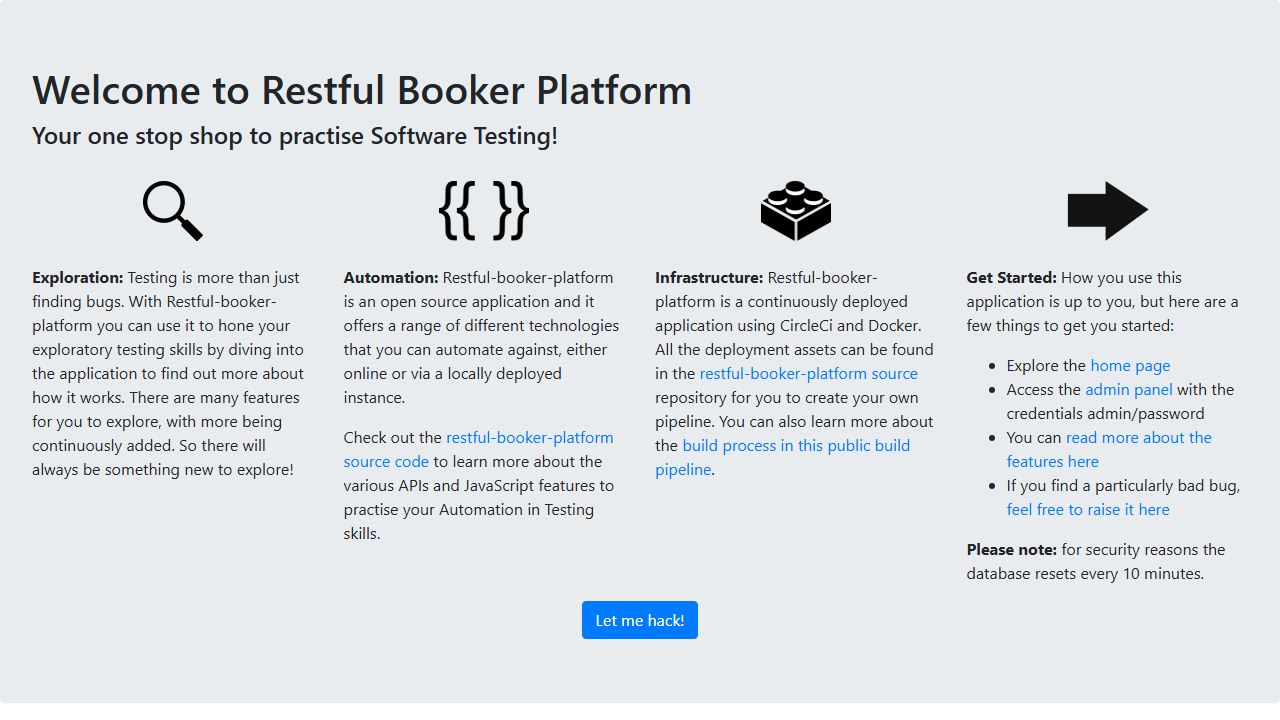 Welcome to Restful Booker Platform
Your one stop shop to practise Software Testing!
{{ }}
Exploration: Testing is more than just
finding bugs. With Restful-booker-
platform you can use it to hone your
exploratory testing skills by diving into
the application to find out more about
how it works. There are many features
for you to explore, with more being
continuously added. So there will
always be something new to explore!
Automation: Restful-booker-platform
is an open source application and it
offers a range of different technologies
that you can automate against, either
online or via a locally deployed
instance.
Check out the restful-booker-platform
source code to learn more about the
various APIs and JavaScript features to
practise your Automation in Testing
skills.
Infrastructure: Restful-booker-
platform is a continuously deployed
application using CircleCi and Docker.
All the deployment assets can be found
in the restful-booker-platform source
repository for you to create your own
pipeline. You can also learn more about
the build process in this public build
pipeline.
Get Started: How you use this
application is up to you, but here are a
few things to get you started:
• Explore the home page
• Access the admin panel with the
credentials admin/password
• You can read more about the
features here
• If you find a particularly bad bug,
feel free to raise it here
Please note: for security reasons the
database resets every 10 minutes.
Let me hack!